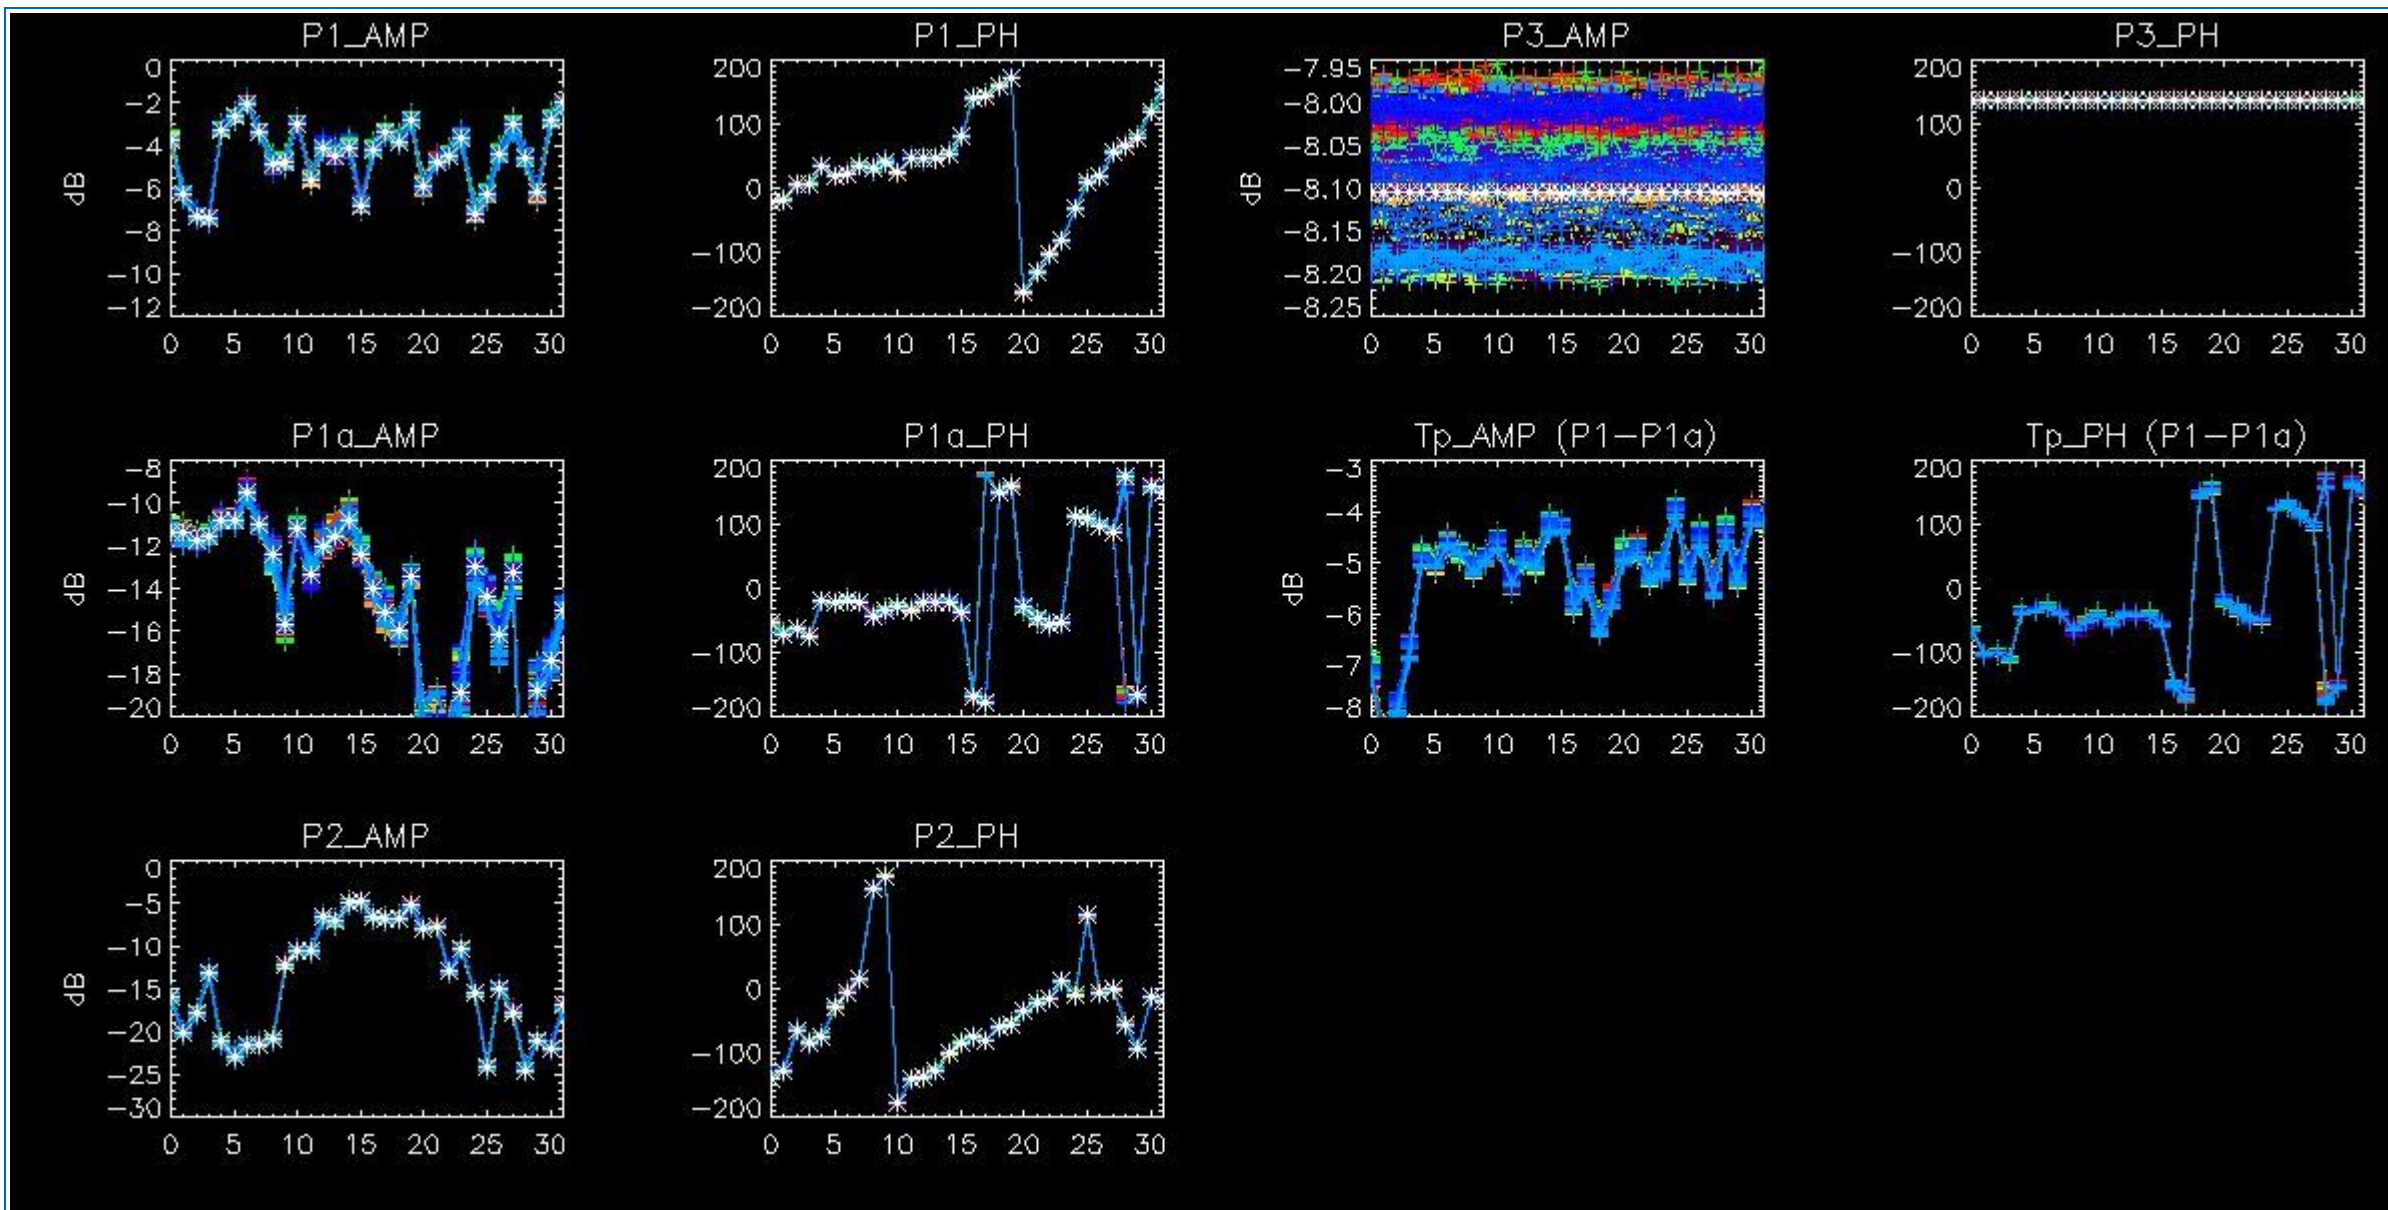 P1_AMP
0
−2
−4
−6
−8
−10
−12
dB
0 5 10 15 20 25 30
P1_PH
200
100
0
−100
−200
0 5 10 15 20 25 30
P3_AMP
−7.95
−8.00
−8.05
−8.10
−8.15
−8.20
−8.25
dB
0 5 10 15 20 25 30
P3_PH
200
100
0
−100
−200
0 5 10 15 20 25 30
P1a_AMP
−8
−10
−12
−14
−16
−18
−20
dB
0 5 10 15 20 25 30
P1a_PH
200
100
0
−100
−200
0 5 10 15 20 25 30
Tp_AMP (P1−P1a)
−3
−4
−5
−6
−7
−8
dB
0 5 10 15 20 25 30
Tp_PH (P1−P1a)
200
100
0
−100
−200
0 5 10 15 20 25 30
P2_AMP
0
−5
−10
−15
−20
−25
−30
dB
0 5 10 15 20 25 30
P2_PH
200
100
0
−100
−200
0 5 10 15 20 25 30